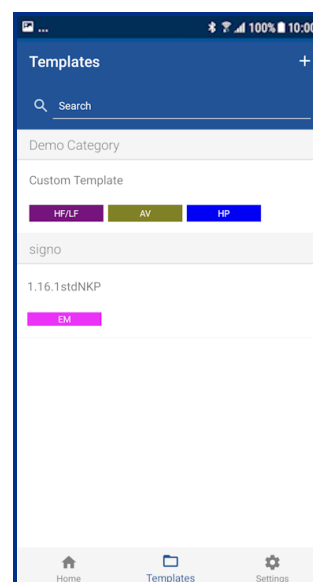 ... 100% 10:00
Templates +
Search
Demo Category
Custom Template
HF/LF AV HP
signo
1.16.1stdNKP
EM
Home Templates Settings